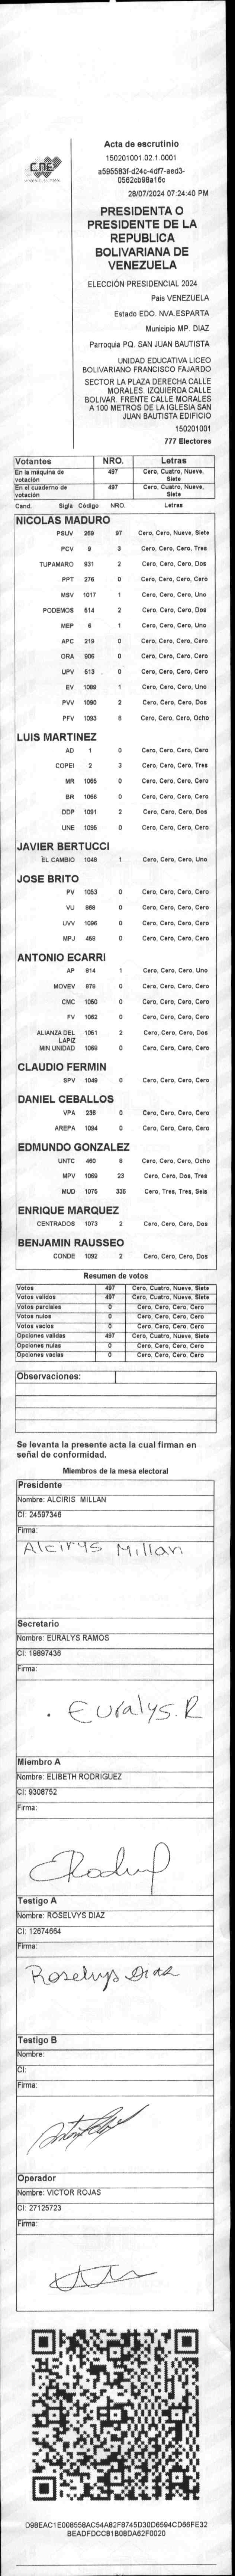 CNE
Acta de escrutinio
150201001.02.1.0001
a595583f-d24c-4df7-aed3-
0562cb98a16c
28/07/2024 07:24:40 PM
PRESIDENTA O
PRESIDENTE DE LA
REPUBLICA
BOLIVARIANA DE
VENEZUELA
ELECCIÓN PRESIDENCIAL 2024
Pais VENEZUELA
Estado EDO. NVA.ESPARTA
Municipio MP. DIAZ
Parroquia PQ. SAN JUAN BAUTISTA
UNIDAD EDUCATIVA LICEO
BOLIVARIANO FRANCISCO FAJARDO
SECTOR LA PLAZA DERECHA CALLE
MORALES. IZQUIERDA CALLE
BOLIVAR. FRENTE CALLE MORALES
A 100 METROS DE LA IGLESIA SAN
JUAN BAUTISTA EDIFICIO
150201001
777 Electores
Votantes NRO. Letras
En la máquina de votación 497 Cero, Cuatro, Nueve, Siete
En el cuaderno de votación 497 Cero, Cuatro, Nueve, Siete
Cand. Sigla Código NRO. Letras
NICOLAS MADURO
PSUV 269 97 Cero, Cero, Nueve, Siete
PCV 9 3 Cero, Cero, Cero, Tres
TUPAMARO 931 2 Cero, Cero, Cero, Dos
PPT 276 0 Cero, Cero, Cero, Cero
MSV 1017 1 Cero, Cero, Cero, Uno
PODEMOS 514 2 Cero, Cero, Cero, Dos
MEP 6 1 Cero, Cero, Cero, Uno
APC 219 0 Cero, Cero, Cero, Cero
ORA 906 0 Cero, Cero, Cero, Cero
UPV 513 0 Cero, Cero, Cero, Cero
EV 1089 1 Cero, Cero, Cero, Uno
PVV 1090 2 Cero, Cero, Cero, Dos
PFV 1093 8 Cero, Cero, Cero, Ocho
LUIS MARTINEZ
AD 1 0 Cero, Cero, Cero, Cero
COPEI 2 3 Cero, Cero, Cero, Tres
MR 1065 0 Cero, Cero, Cero, Cero
BR 1066 0 Cero, Cero, Cero, Cero
DDP 1091 2 Cero, Cero, Cero, Dos
UNE 1095 0 Cero, Cero, Cero, Cero
JAVIER BERTUCCI
EL CAMBIO 1048 1 Cero, Cero, Cero, Uno
JOSE BRITO
PV 1053 0 Cero, Cero, Cero, Cero
VU 868 0 Cero, Cero, Cero, Cero
UVV 1096 0 Cero, Cero, Cero, Cero
MPJ 458 0 Cero, Cero, Cero, Cero
ANTONIO ECARRI
AP 914 1 Cero, Cero, Cero, Uno
MOVEV 879 0 Cero, Cero, Cero, Cero
CMC 1050 0 Cero, Cero, Cero, Cero
FV 1062 0 Cero, Cero, Cero, Cero
ALIANZA DEL LAPIZ 1051 2 Cero, Cero, Cero, Dos
MIN UNIDAD 1069 0 Cero, Cero, Cero, Cero
CLAUDIO FERMIN
SPV 1049 0 Cero, Cero, Cero, Cero
DANIEL CEBALLOS
VPA 236 0 Cero, Cero, Cero, Cero
AREPA 1094 0 Cero, Cero, Cero, Cero
EDMUNDO GONZALEZ
UNTC 460 8 Cero, Cero, Cero, Ocho
MPV 1069 23 Cero, Cero, Dos, Tres
MUD 1075 336 Cero, Tres, Tres, Seis
ENRIQUE MARQUEZ
CENTRADOS 1073 2 Cero, Cero, Cero, Dos
BENJAMIN RAUSSEO
CONDE 1092 2 Cero, Cero, Cero, Dos
Resumen de votos
Votos 497 Cero, Cuatro, Nueve, Siete
Votos validos 497 Cero, Cuatro, Nueve, Siete
Votos parciales 0 Cero, Cero, Cero, Cero
Votos nulos 0 Cero, Cero, Cero, Cero
Votos vacios 0 Cero, Cero, Cero, Cero
Opciones validas 497 Cero, Cuatro, Nueve, Siete
Opciones nulas 0 Cero, Cero, Cero, Cero
Opciones vacias 0 Cero, Cero, Cero, Cero
Observaciones:
Se levanta la presente acta la cual firman en
señal de conformidad.
Miembros de la mesa electoral
Presidente
Nombre: ALCIRIS MILLAN
CI: 24597346
Firma:
Alcirys Millan
Secretario
Nombre: EURALYS RAMOS
CI: 19897436
Firma:
Euralys.R
Miembro A
Nombre: ELIBETH RODRIGUEZ
CI: 9308752
Firma:
Testigo A
Nombre: ROSELVYS DIAZ
CI: 12674664
Firma:
Roselvys Diaz
Testigo B
Nombre:
CI:
Firma:
Operador
Nombre: VICTOR ROJAS
CI: 27125723
Firma:
D9BEAC1E008556AC54A82F8745D30D6594CD66FE32
BEADFDCC81B08DA62F0020